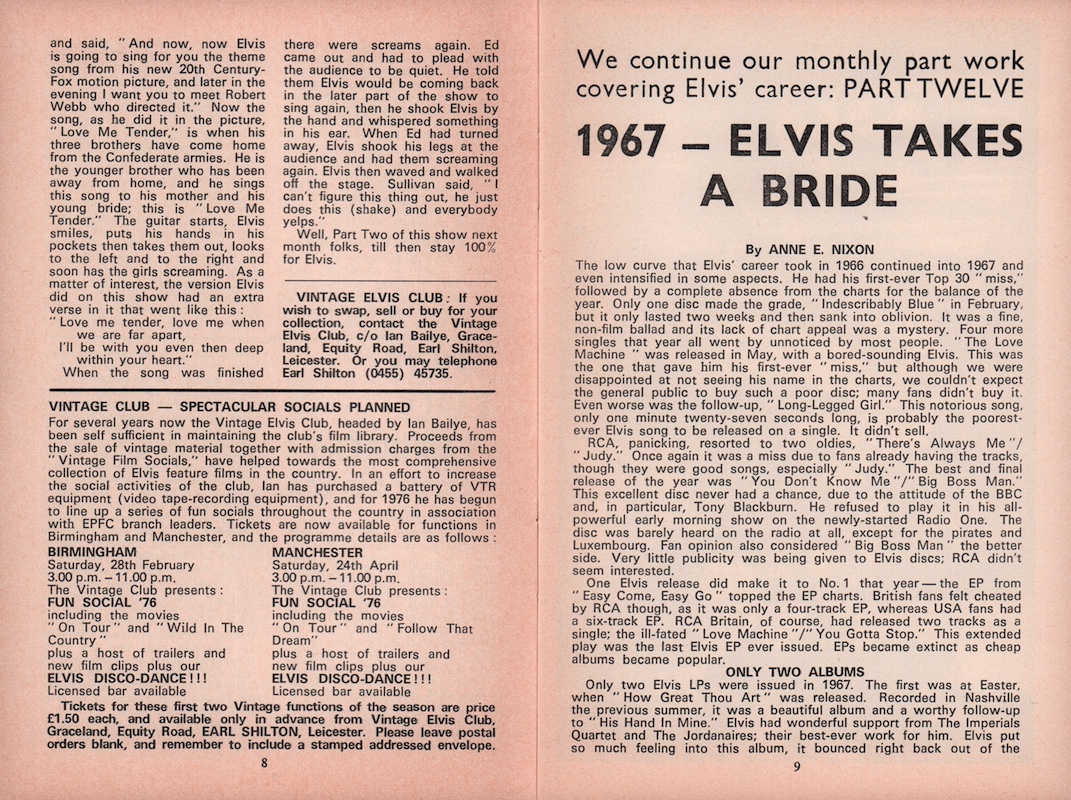 and said, "And now, now Elvis
is going to sing for you the theme
song from his new 20th Century-
Fox motion picture, and later in the
evening I want you to meet Robert
Webb who directed it." Now the
song, as he did it in the picture,
"Love Me Tender," is when his
three brothers have come home
from the Confederate armies. He is
the younger brother who has been
away from home, and he sings
this song to his mother and his
young bride; this is "Love Me
Tender." The guitar starts, Elvis
smiles, puts his hands in his
pockets then takes them out, looks
to the left and to the right and
soon has the girls screaming. As a
matter of interest, the version Elvis
did on this show had an extra
verse in it that went like this :
"Love me tender, love me when
we are far apart,
I'll be with you even then deep
within your heart."
When the song was finished
there were screams again. Ed
came out and had to plead with
the audience to be quiet. He told
them Elvis would be coming back
in the later part of the show to
sing again, then he shook Elvis by
the hand and whispered something
in his ear. When Ed had turned
away, Elvis shook his legs at the
audience and had them screaming
again. Elvis then waved and walked
off the stage. Sullivan said, "I
can't figure this thing out, he just
does this (shake) and everybody
yelps."
Well, Part Two of this show next
month folks, till then stay 100%
for Elvis.
VINTAGE ELVIS CLUB : If you
wish to swap, sell or buy for your
collection, contact the Vintage
Elvis Club, c/o Ian Bailye, Grace-
land, Equity Road, Earl Shilton,
Leicester. Or you may telephone
Earl Shilton (0455) 45735.
VINTAGE CLUB — SPECTACULAR SOCIALS PLANNED
For several years now the Vintage Elvis Club, headed by Ian Bailye, has
been self sufficient in maintaining the club's film library. Proceeds from
the sale of vintage material together with admission charges from the
"Vintage Film Socials," have helped towards the most comprehensive
collection of Elvis feature films in the country. In an effort to increase
the social activities of the club, Ian has purchased a battery of VTR
equipment (video tape-recording equipment), and for 1976 he has begun
to line up a series of fun socials throughout the country in association
with EPFC branch leaders. Tickets are now available for functions in
Birmingham and Manchester, and the programme details are as follows :
BIRMINGHAM
Saturday, 28th February
3.00 p.m. – 11.00 p.m.
The Vintage Club presents :
FUN SOCIAL '76
including the movies
"On Tour" and "Wild In The
Country"
plus a host of trailers and
new film clips plus our
ELVIS DISCO-DANCE ! ! !
Licensed bar available
MANCHESTER
Saturday, 24th April
3.00 p.m. – 11.00 p.m.
The Vintage Club presents :
FUN SOCIAL '76
including the movies
"On Tour" and "Follow That
Dream"
plus a host of trailers and
new film clips plus our
ELVIS DISCO-DANCE ! ! !
Licensed bar available
Tickets for these first two Vintage functions of the season are price
£1.50 each, and available only in advance from Vintage Elvis Club,
Graceland, Equity Road, EARL SHILTON, Leicester. Please leave postal
orders blank, and remember to include a stamped addressed envelope.
8
We continue our monthly part work
covering Elvis' career: PART TWELVE
1967 – ELVIS TAKES
A BRIDE
By ANNE E. NIXON
The low curve that Elvis' career took in 1966 continued into 1967 and
even intensified in some aspects. He had his first-ever Top 30 "miss,"
followed by a complete absence from the charts for the balance of the
year. Only one disc made the grade, "Indescribably Blue" in February,
but it only lasted two weeks and then sank into oblivion. It was a fine,
non-film ballad and its lack of chart appeal was a mystery. Four more
singles that year all went by unnoticed by most people. "The Love
Machine" was released in May, with a bored-sounding Elvis. This was
the one that gave him his first-ever "miss," but although we were
disappointed at not seeing his name in the charts, we couldn't expect
the general public to buy such a poor disc; many fans didn't buy it.
Even worse was the follow-up, "Long-Legged Girl." This notorious song,
only one minute twenty-seven seconds long, is probably the poorest-
ever Elvis song to be released on a single. It didn't sell.
RCA, panicking, resorted to two oldies, "There's Always Me"/
"Judy." Once again it was a miss due to fans already having the tracks,
though they were good songs, especially "Judy." The best and final
release of the year was "You Don't Know Me"/"Big Boss Man."
This excellent disc never had a chance, due to the attitude of the BBC
and, in particular, Tony Blackburn. He refused to play it in his all-
powerful early morning show on the newly-started Radio One. The
disc was barely heard on the radio at all, except for the pirates and
Luxembourg. Fan opinion also considered "Big Boss Man" the better
side. Very little publicity was being given to Elvis discs; RCA didn't
seem interested.
One Elvis release did make it to No. 1 that year — the EP from
"Easy Come, Easy Go" topped the EP charts. British fans felt cheated
by RCA though, as it was only a four-track EP, whereas USA fans had
a six-track EP. RCA Britain, of course, had released two tracks as a
single; the ill-fated "Love Machine"/"You Gotta Stop." This extended
play was the last Elvis EP ever issued. EPs became extinct as cheap
albums became popular.
ONLY TWO ALBUMS
Only two Elvis LPs were issued in 1967. The first was at Easter,
when "How Great Thou Art" was released. Recorded in Nashville
the previous summer, it was a beautiful album and a worthy follow-up
to "His Hand In Mine." Elvis had wonderful support from The Imperials
Quartet and The Jordanaires; their best-ever work for him. Elvis put
so much feeling into this album, it bounced right back out of the
9